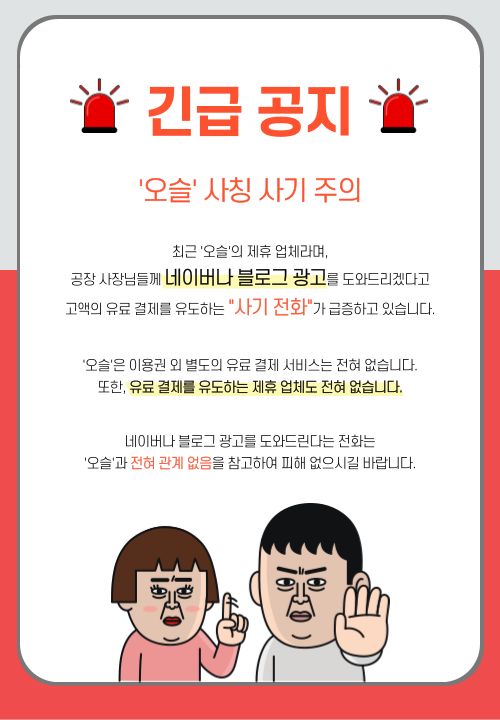 긴급 공지
'오슬' 사칭 사기 주의
최근 '오슬'의 제휴 업체라며,
공장 사장님들께 네이버나 블로그 광고를 도와드리겠다고
고액의 유료 결제를 유도하는 "사기 전화"가 급증하고 있습니다.
'오슬'은 이용권 외 별도의 유료 결제 서비스는 전혀 없습니다.
또한, 유료 결제를 유도하는 제휴 업체도 전혀 없습니다.
네이버나 블로그 광고를 도와드린다는 전화는
'오슬'과 전혀 관계 없음을 참고하여 피해 없으시길 바랍니다.